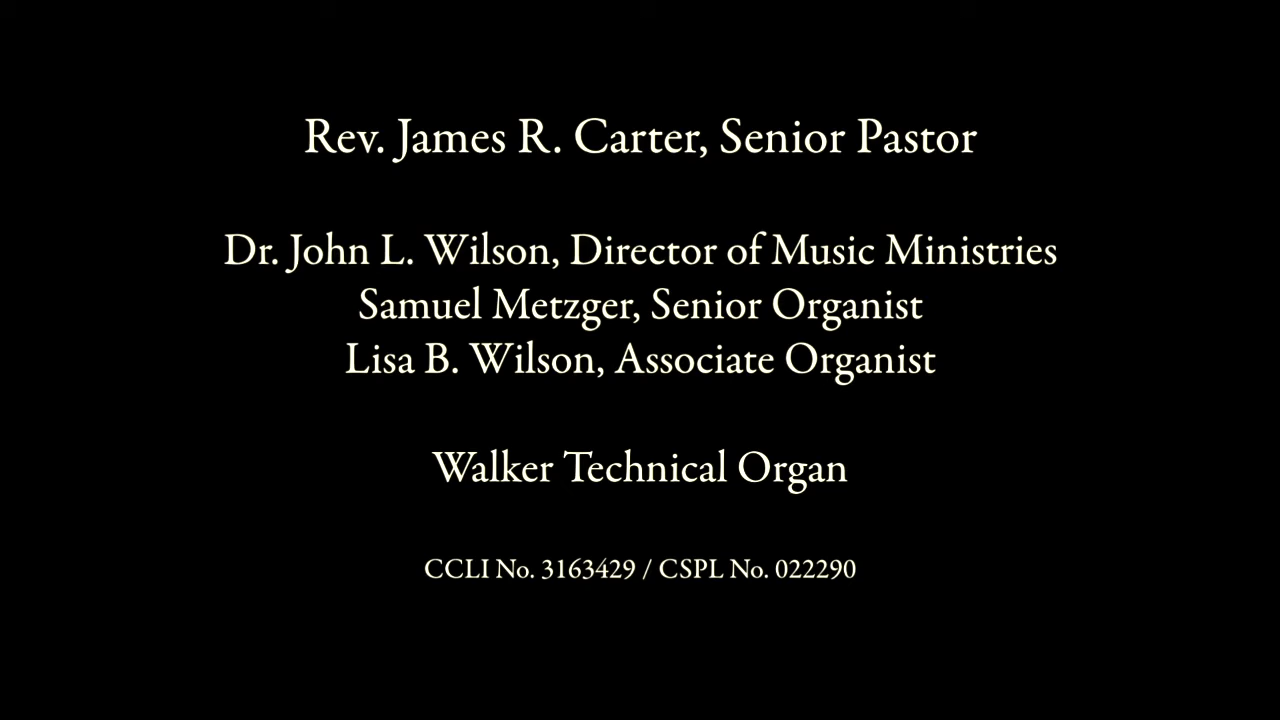 Rev. James R. Carter, Senior Pastor
Dr. John L. Wilson, Director of Music Ministries
Samuel Metzger, Senior Organist
Lisa B. Wilson, Associate Organist
Walker Technical Organ
CCLI No. 3163429 / CSPL No. 022290